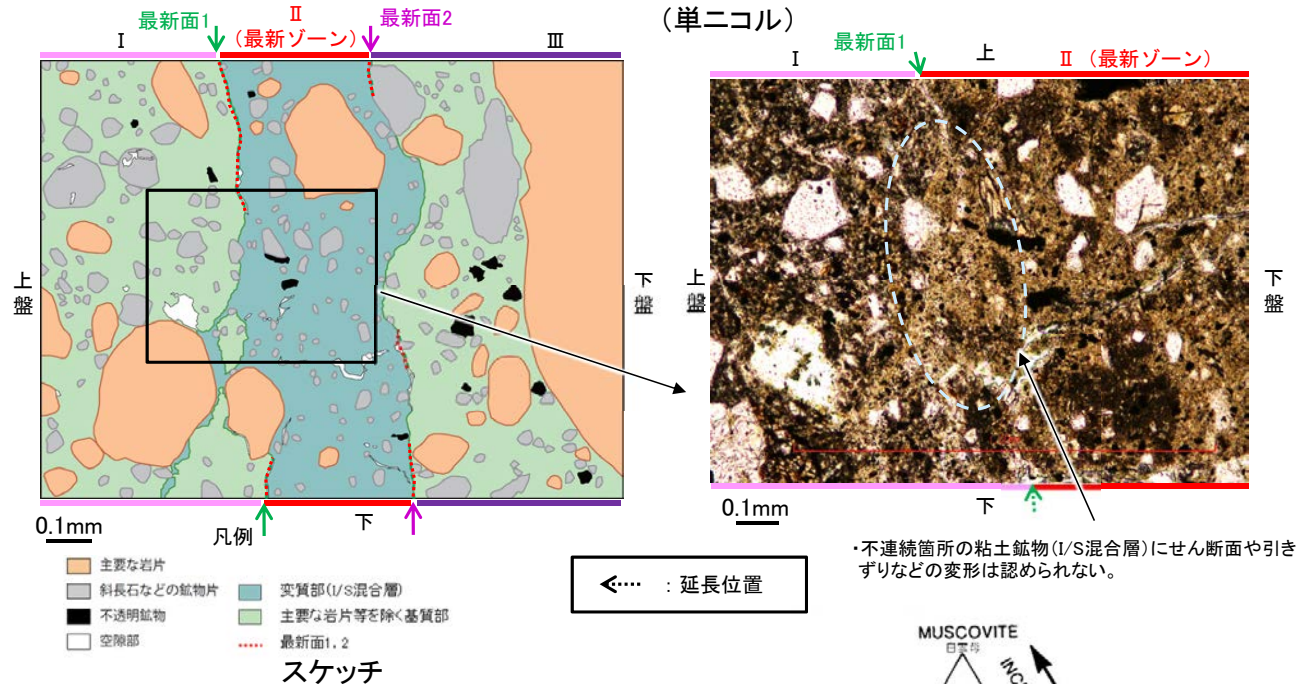 (単ニコル)
最新面1
Ⅱ
(最新ゾーン)
最新面2
Ⅰ
Ⅲ
上盤
下盤
0.1mm
凡例
下
主要な岩片
斜長石などの鉱物片
不透明鉱物
空隙部
変質部(I/S混合層)
主要な岩片等を除く基質部
最新面1,2
スケッチ
最新面1
Ⅰ
上
Ⅱ (最新ゾーン)
上盤
下盤
0.1mm
下
:延長位置
・不連続箇所の粘土鉱物(I/S混合層)にせん断面や引き
ずりなどの変形は認められない。
MUSCOVITE
白雲母